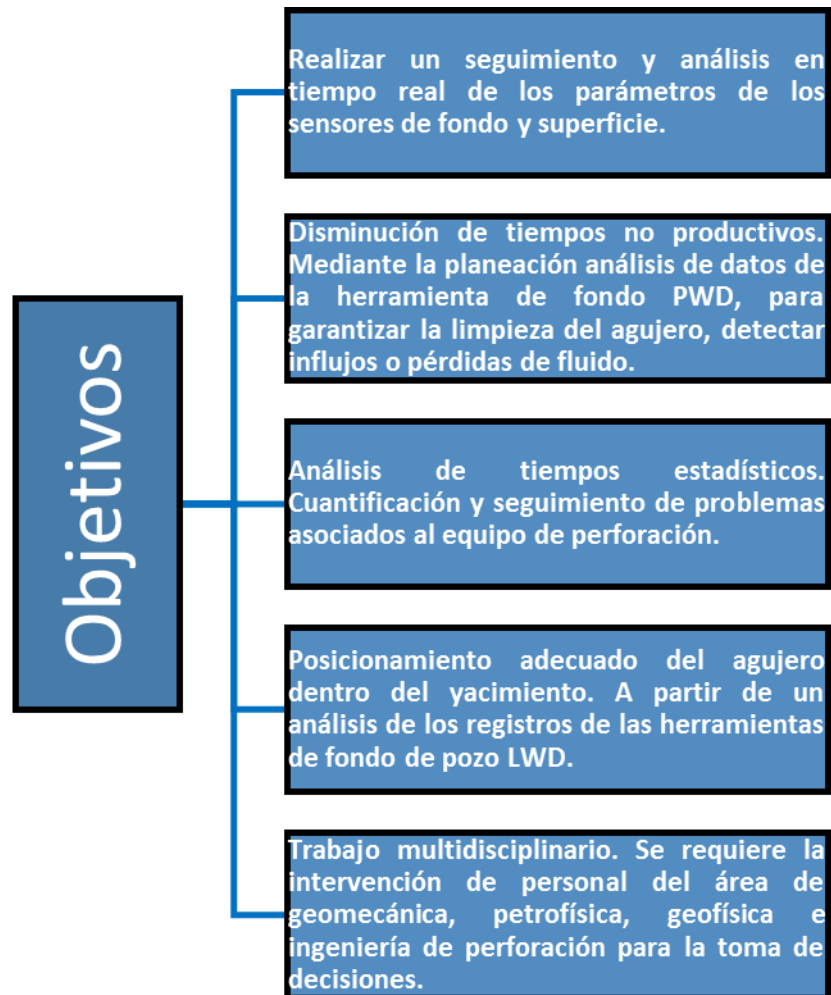 Objetivos
Realizar un seguimiento y análisis en
tiempo real de los parámetros de los
sensores de fondo y superficie.
Disminución de tiempos no productivos.
Mediante la planeación análisis de datos de
la herramienta de fondo PWD, para
garantizar la limpieza del agujero, detectar
influjos o pérdidas de fluido.
Análisis de tiempos estadísticos.
Cuantificación y seguimiento de problemas
asociados al equipo de perforación.
Posicionamiento adecuado del agujero
dentro del yacimiento. A partir de un
análisis de los registros de las herramientas
de fondo de pozo LWD.
Trabajo multidisciplinario. Se requiere la
intervención de personal del área de
geomecánica, petrofísica, geofísica e
ingeniería de perforación para la toma de
decisiones.